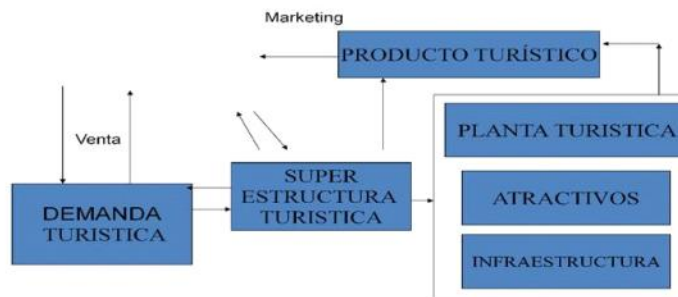 Marketing
PRODUCTO TURÍSTICO
PLANTA TURISTICA
Venta
SUPER
ESTRUCTURA
TURISTICA
ATRACTIVOS
DEMANDA
TURISTICA
INFRAESTRUCTURA